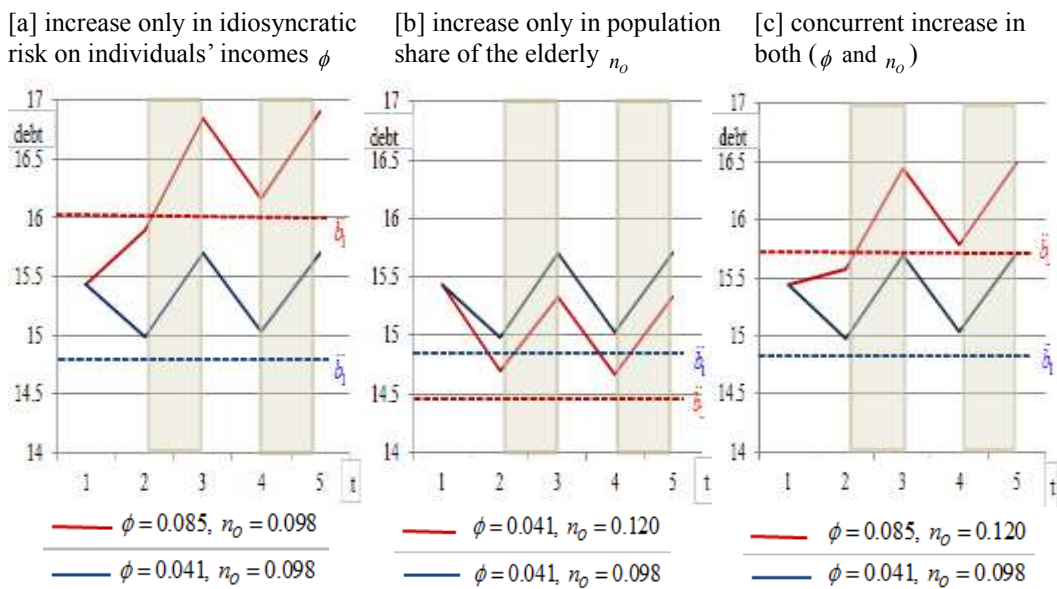 [a] increase only in idiosyncratic
risk on individuals' incomes ϕ
[b] increase only in population
share of the elderly n_O
[c] concurrent increase in
both (ϕ and n_O)
17
debt
16.5
16
15.5
15
14.5
14
1 2 3 4 5 t
ϕ = 0.085, n_O = 0.098
ϕ = 0.041, n_O = 0.098
17
debt
16.5
16
15.5
15
14.5
14
1 2 3 4 5 t
ϕ = 0.041, n_O = 0.120
ϕ = 0.041, n_O = 0.098
17
debt
16.5
16
15.5
15
14.5
14
1 2 3 4 5
ϕ = 0.085, n_O = 0.120
ϕ = 0.041, n_O = 0.098